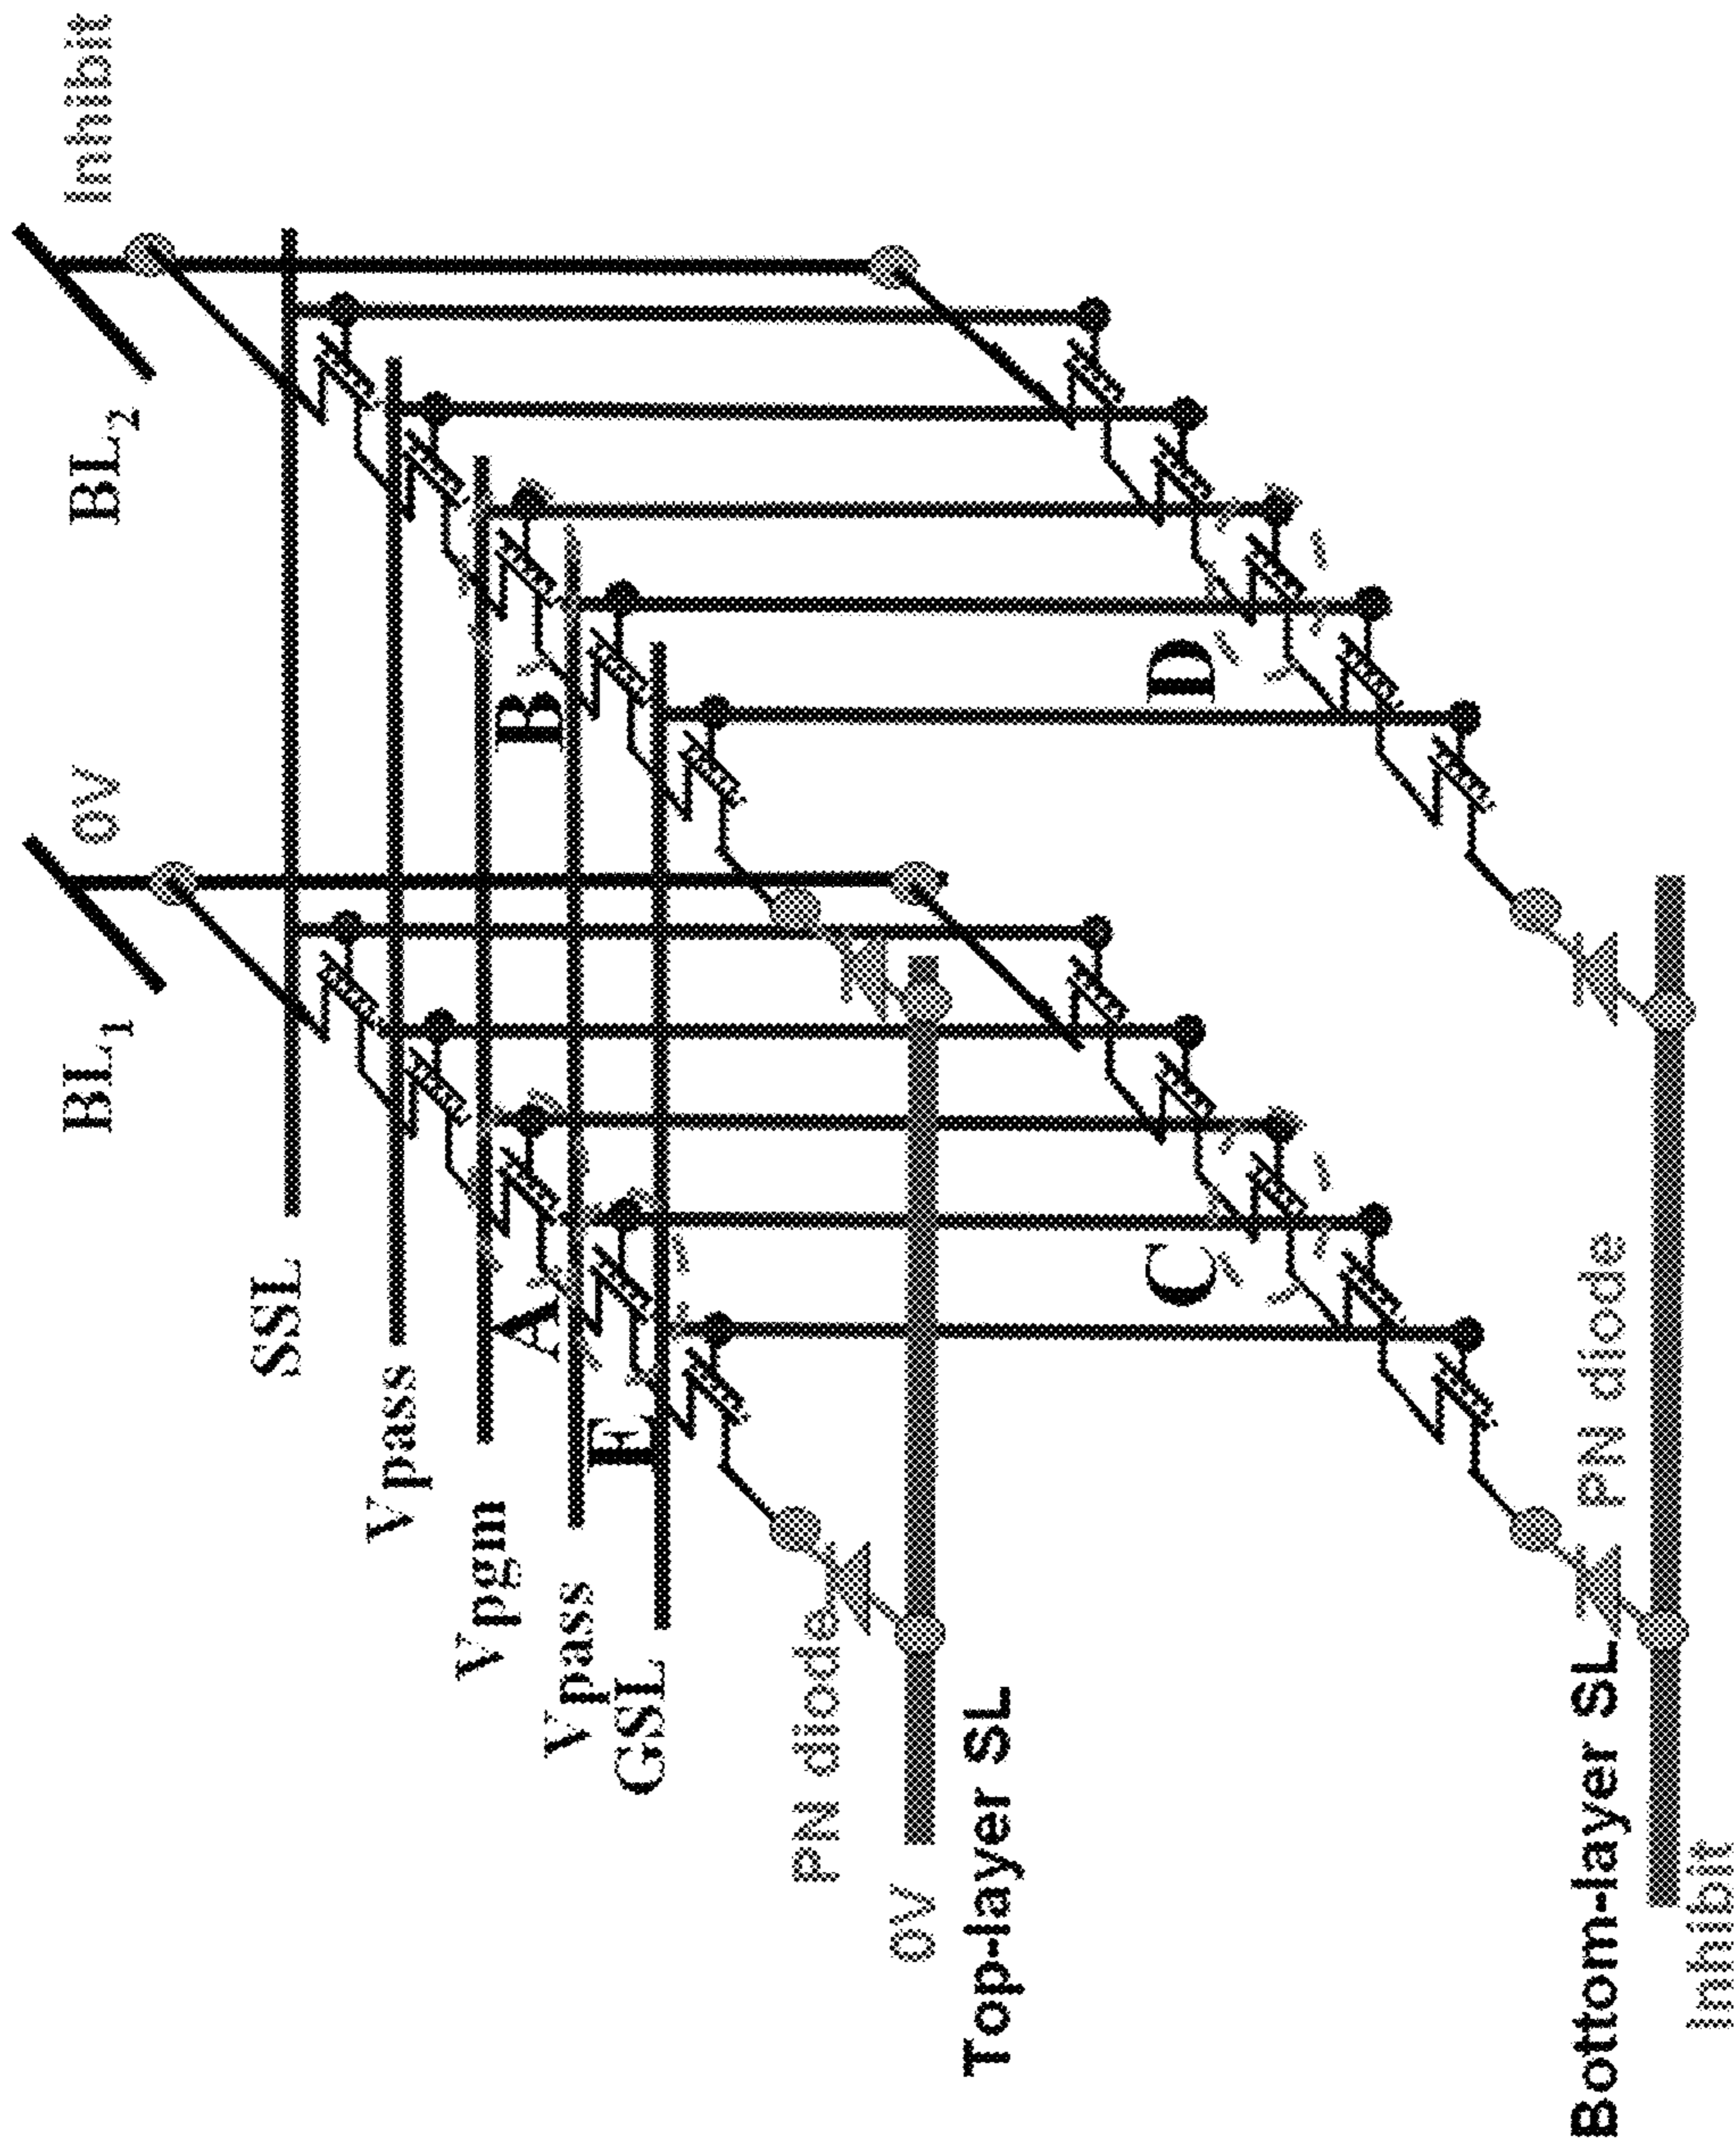 Inhibit
BL2
0V
BL1
SSL
Vpass
Vpgm
Vpass
GSL
B
A
E
D
C
PN diode
0V
Top-layer SL
PN diode
Bottom-layer SL
Inhibit